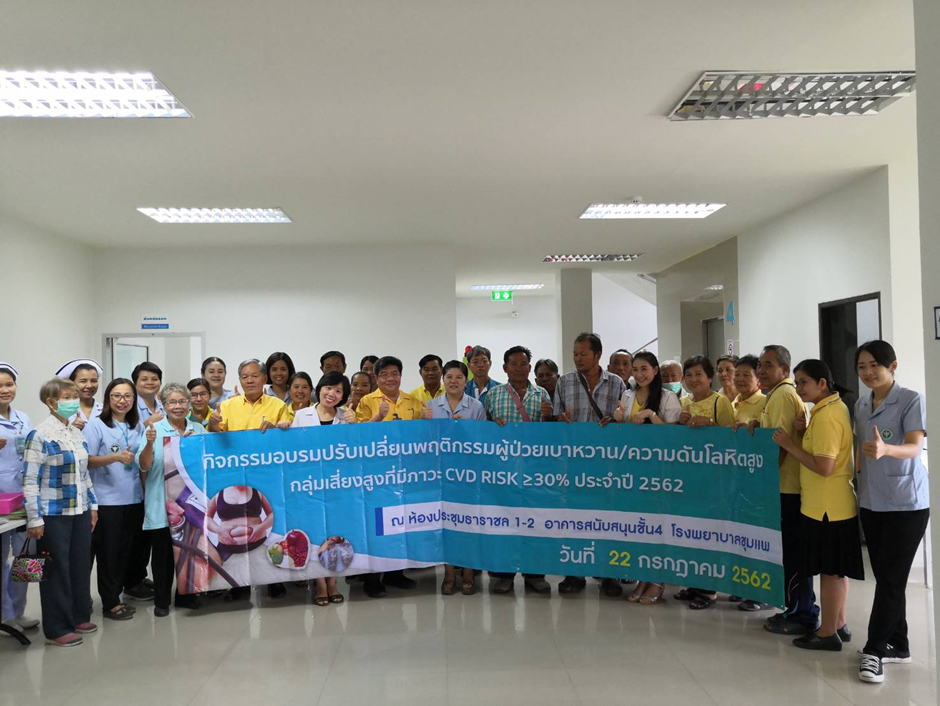 กิจกรรมอบรมปรับเปลี่ยนพฤติกรรมผู้ป่วยเบาหวาน/ความดันโลหิตสูง
กลุ่มเสี่ยงสูงที่มีภาวะ CVD RISK ≥30% ประจำปี 2562
ณ ห้องประชุมธาราชล 1-2 อาคารสนับสนุนชั้น4 โรงพยาบาลชุมแพ
วันที่ 22 กรกฎาคม 2562
4